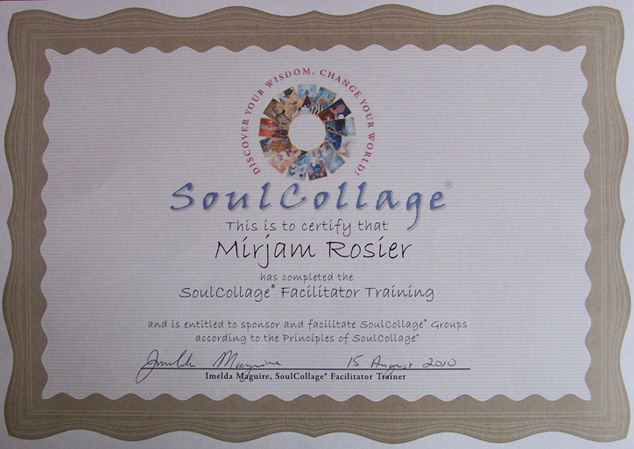 DISCOVER YOUR WISDOM, CHANGE YOUR WORLD!
SoulCollage®
This is to certify that
Mirjam Rosier
has completed the
SoulCollage® Facilitator Training
and is entitled to sponsor and facilitate SoulCollage® Groups
according to the Principles of SoulCollage®
Imelda Maguire 15 August 2010
Imelda Maguire, SoulCollage® Facilitator Trainer